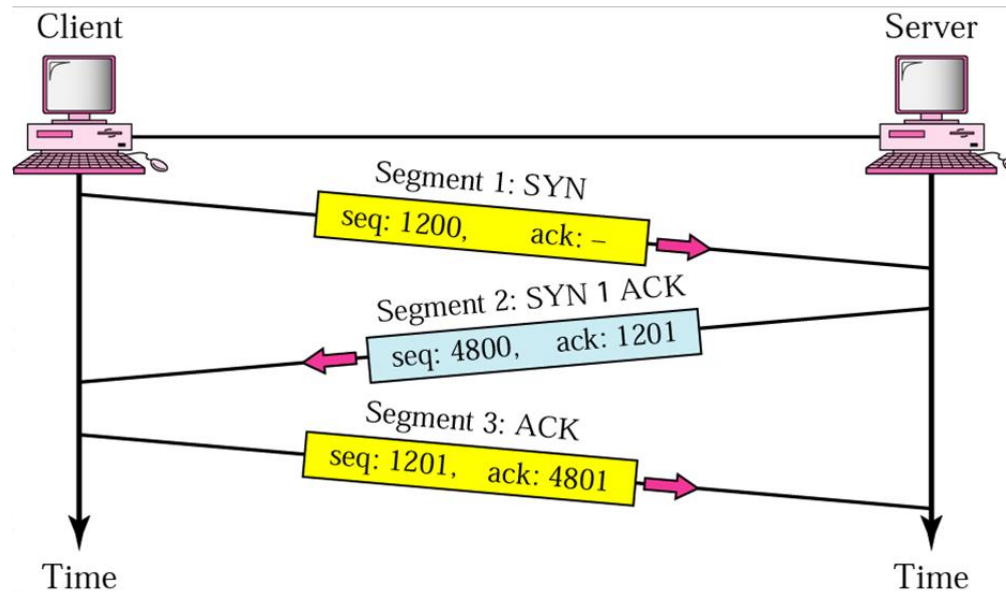 Client
Server
Segment 1: SYN
seq: 1200, ack: –
Segment 2: SYN 1 ACK
seq: 4800, ack: 1201
Segment 3: ACK
seq: 1201, ack: 4801
Time
Time